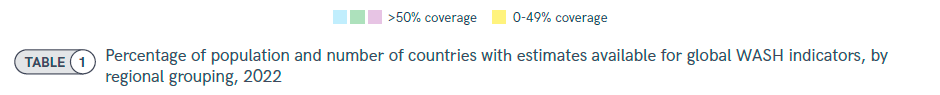 >50% coverage 0-49% coverage
TABLE 1 Percentage of population and number of countries with estimates available for global WASH indicators, by
regional grouping, 2022